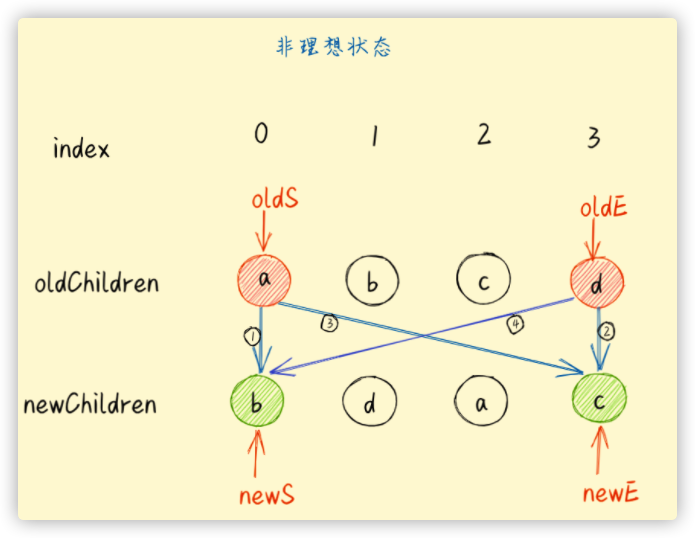 非理想状态
index 0 1 2 3
oldS oldE
oldChildren a b c d
① ③ ④ ②
newChildren b d a c
newS newE